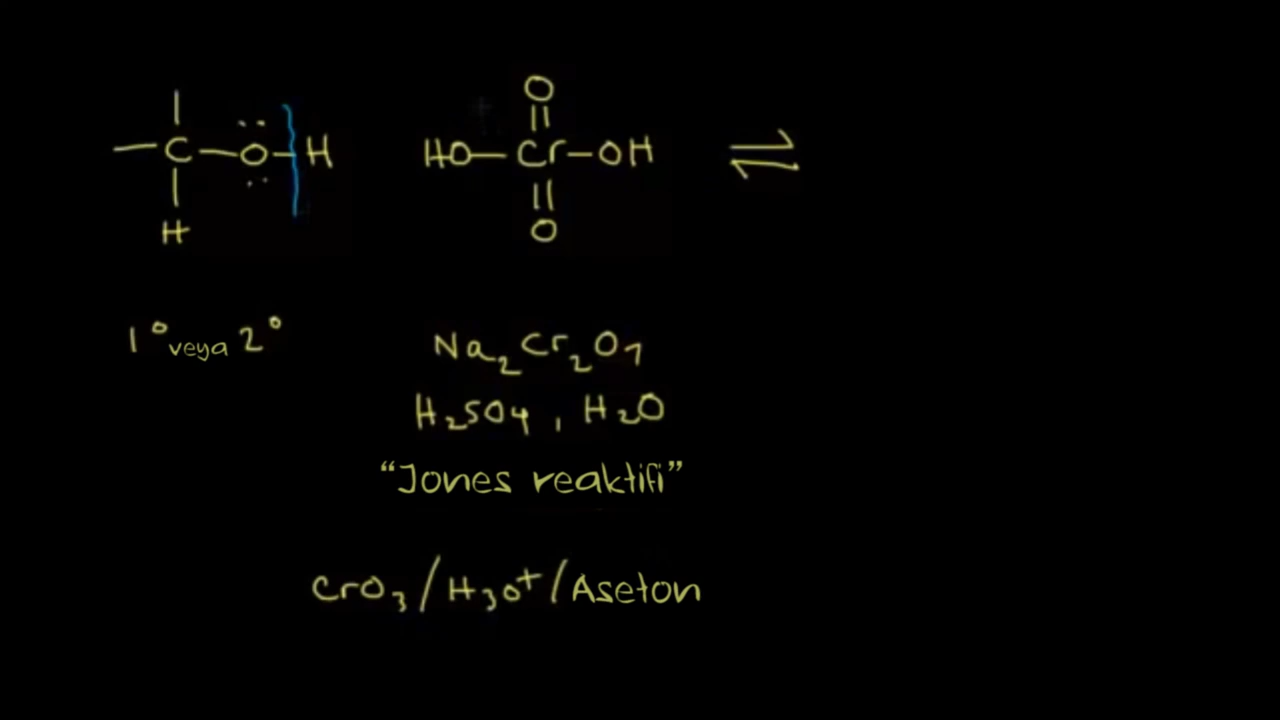 O
C—O—H HO—Cr—OH ⇌
H O
1° veya 2° Na₂Cr₂O₇
H₂SO₄, H₂O
“Jones reaktifi”
CrO₃/H₃O⁺/Aseton